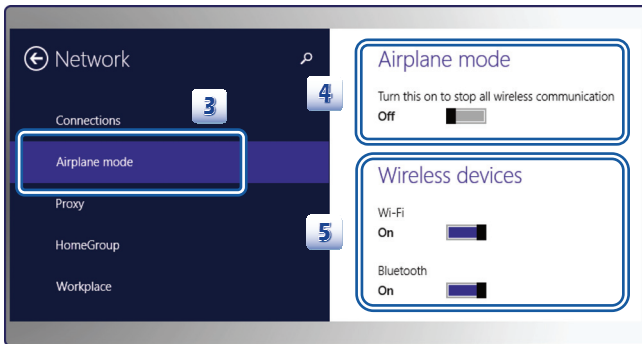 Network
3
Connections
Airplane mode
Proxy
HomeGroup
Workplace
4
Airplane mode
Turn this on to stop all wireless communication
Off
5
Wireless devices
Wi-Fi
On
Bluetooth
On